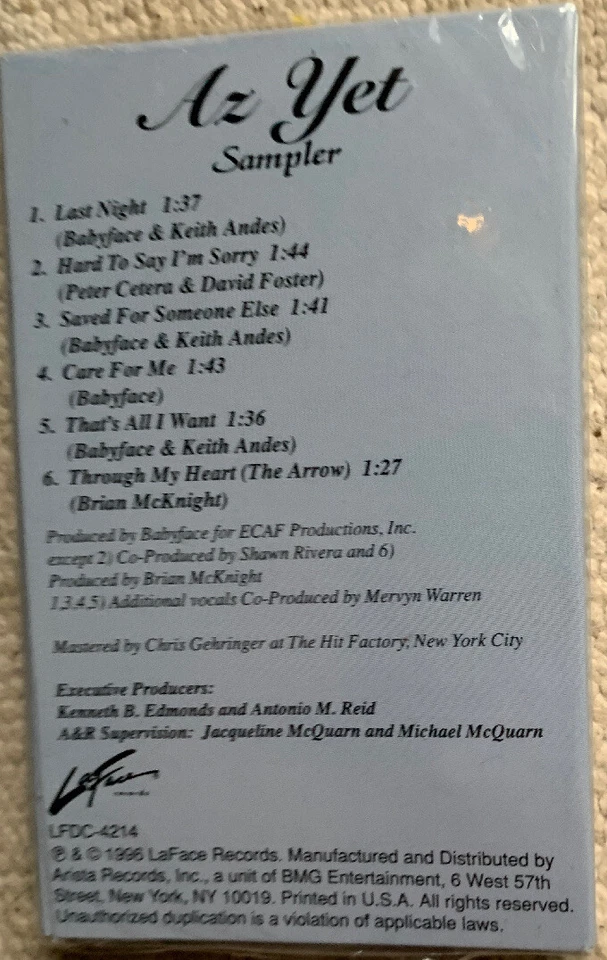 Az Yet
Sampler
1. Last Night 1:37
(Babyface & Keith Andes)
2. Hard To Say I'm Sorry 1:44
(Peter Cetera & David Foster)
3. Saved For Someone Else 1:41
(Babyface & Keith Andes)
4. Care For Me 1:43
(Babyface)
5. That's All I Want 1:36
(Babyface & Keith Andes)
6. Through My Heart (The Arrow) 1:27
(Brian McKnight)
Produced by Babyface for ECAF Productions, Inc.
except 2) Co-Produced by Shawn Rivera and 6)
Produced by Brian McKnight
1,3,4,5) Additional vocals Co-Produced by Mervyn Warren
Mastered by Chris Gehringer at The Hit Factory, New York City
Executive Producers:
Kenneth B. Edmonds and Antonio M. Reid
A&R Supervision: Jacqueline McQuarn and Michael McQuarn
LaFace
records
LFDC-4214
℗ & © 1996 LaFace Records. Manufactured and Distributed by
Arista Records, Inc., a unit of BMG Entertainment, 6 West 57th
Street, New York, NY 10019. Printed in U.S.A. All rights reserved.
Unauthorized duplication is a violation of applicable laws.